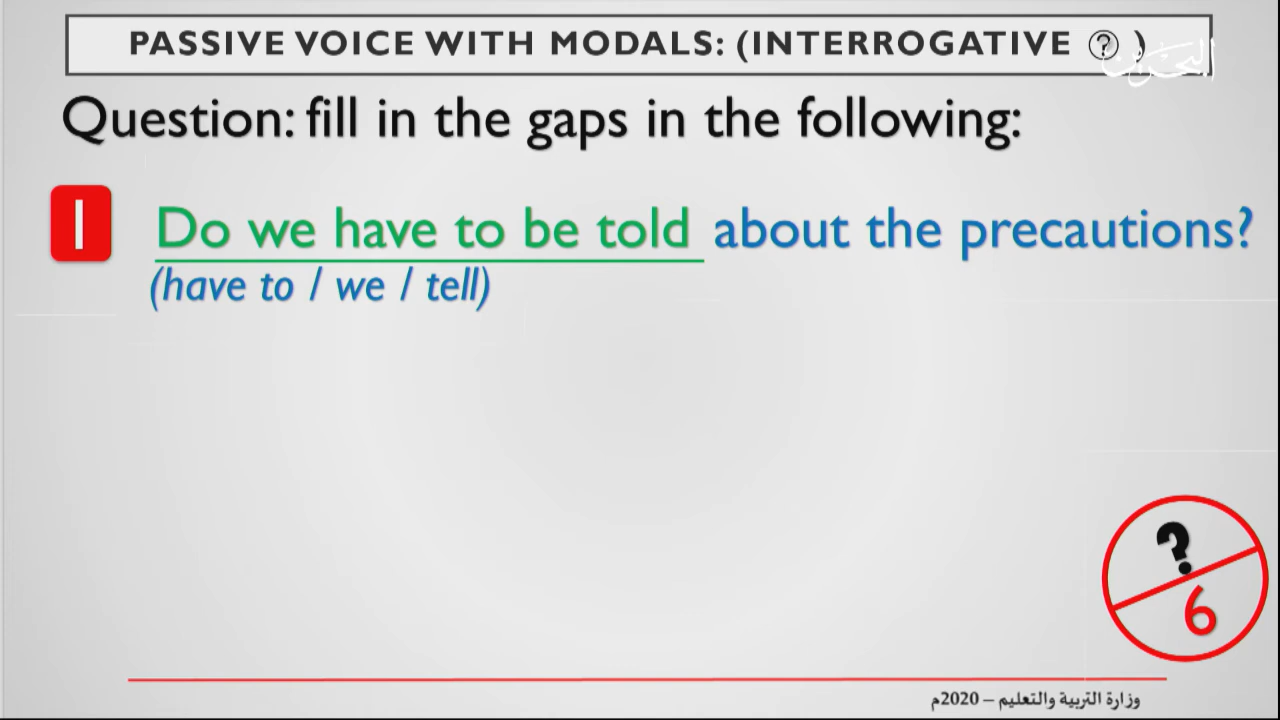 PASSIVE VOICE WITH MODALS: (INTERROGATIVE ? )
البحرين
Question: fill in the gaps in the following:
1 Do we have to be told about the precautions?
(have to / we / tell)
?
6
وزارة التربية والتعليم – 2020م